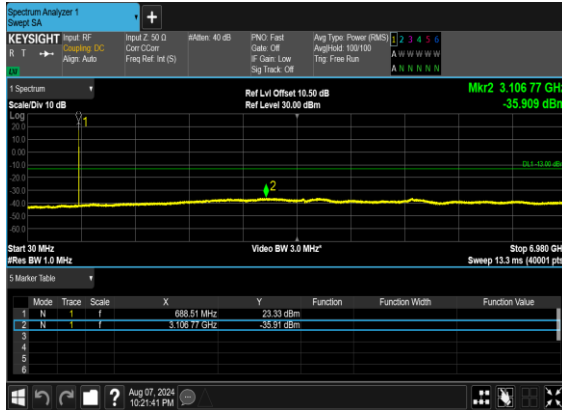 Spectrum Analyzer 1
Swept SA
+
KEYSIGHT Input: RF Input Z: 50 Ω #Atten: 40 dB PNO: Fast Avg Type: Power (RMS) 1 2 3 4 5 6
R T Coupling: DC Corr CCorr Gate: Off Avg|Hold: 100/100 A W W W W W
Align: Auto Freq Ref: Int (S) IF Gain: Low Trig: Free Run
Sig Track: Off A N N N N N
1 Spectrum Ref Lvl Offset 10.50 dB Mkr2 3.106 77 GHz
Scale/Div 10 dB Ref Level 30.00 dBm -35.909 dBm
Log
20.0 1
10.0
0.00
-10.0 DL1 -13.00 dBm
-20.0
-30.0 2
-40.0
-50.0
-60.0
Start 30 MHz Video BW 3.0 MHz* Stop 6.980 GHz
#Res BW 1.0 MHz Sweep 13.3 ms (40001 pts)
5 Marker Table
Mode Trace Scale X Y Function Function Width Function Value
1 N 1 f 688.51 MHz 23.33 dBm
2 N 1 f 3.106 77 GHz -35.91 dBm
3
4
5
6
? Aug 07, 2024
10:21:41 PM